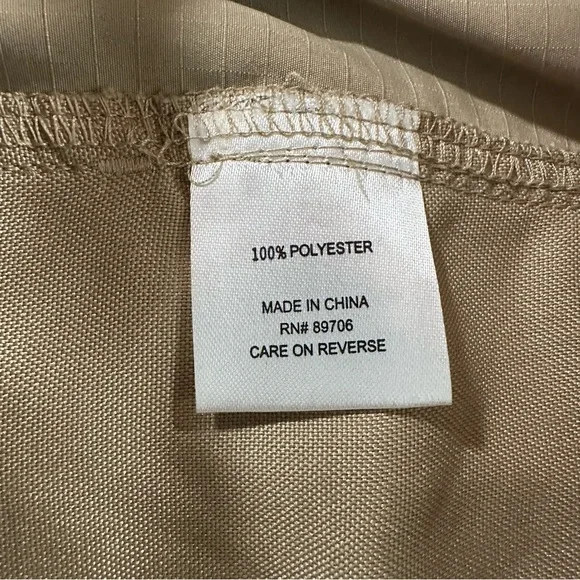 100% POLYESTER
MADE IN CHINA
RN# 89706
CARE ON REVERSE